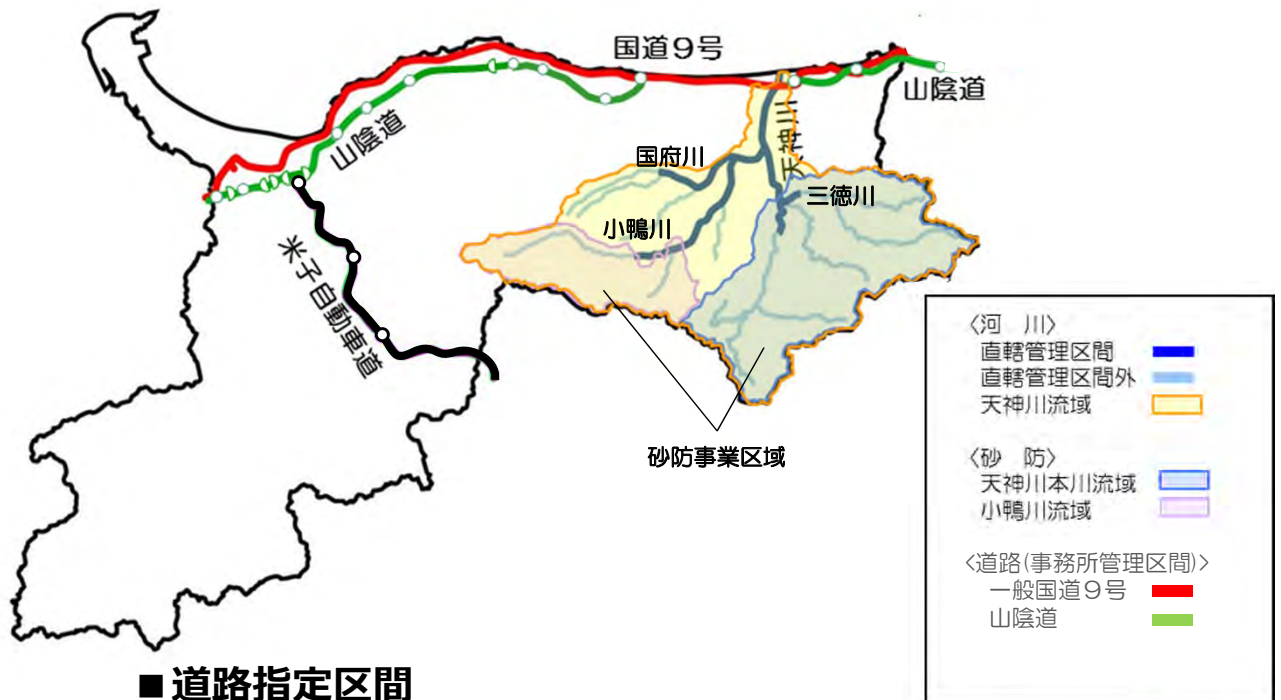 国道9号
山陰道
山陰道
天神川
国府川
三徳川
小鴨川
米子自動車道
砂防事業区域
〈河　川〉
直轄管理区間
直轄管理区間外
天神川流域
〈砂　防〉
天神川本川流域
小鴨川流域
〈道路(事務所管理区間)〉
一般国道9号
山陰道
■道路指定区間